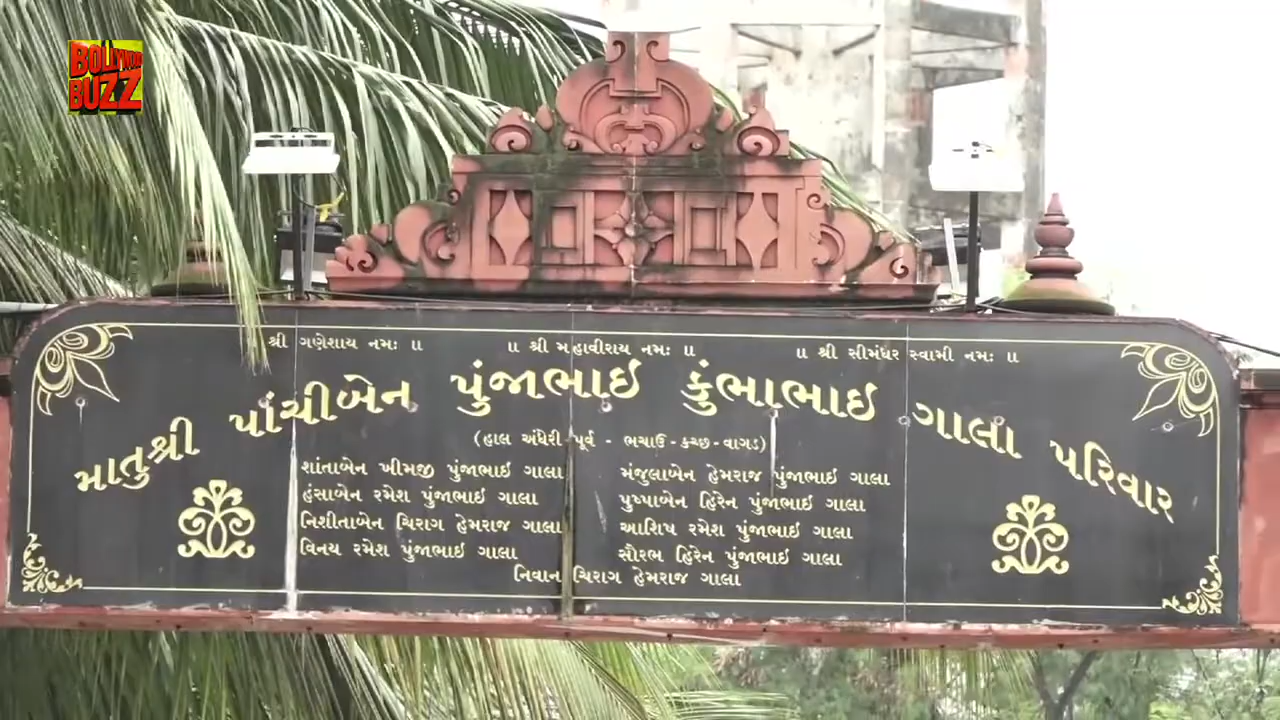 BOLLYWOOD
BUZZ
શ્રી ગણેશાય નમઃ ॥ ॥ શ્રી મહાવીરાય નમઃ ॥ ॥ શ્રી સીમંધર સ્વામી નમઃ ॥
માતુશ્રી પાંચીબેન પુંજાભાઇ કુંભાભાઇ ગાલા પરિવાર
(હાલ અંધેરી પૂર્વ - ભચાઉ - કચ્છ - વાગડ)
શાંતાબેન ખીમજી પુંજાભાઇ ગાલા મંજુલાબેન હેમરાજ પુંજાભાઇ ગાલા
હંસાબેન રમેશ પુંજાભાઇ ગાલા પુષ્પાબેન હિરેન પુંજાભાઇ ગાલા
નિશીતાબેન ચિરાગ હેમરાજ ગાલા આશિષ રમેશ પુંજાભાઇ ગાલા
વિનય રમેશ પુંજાભાઇ ગાલા સૌરભ હિરેન પુંજાભાઇ ગાલા
નિવાન ચિરાગ હેમરાજ ગાલા